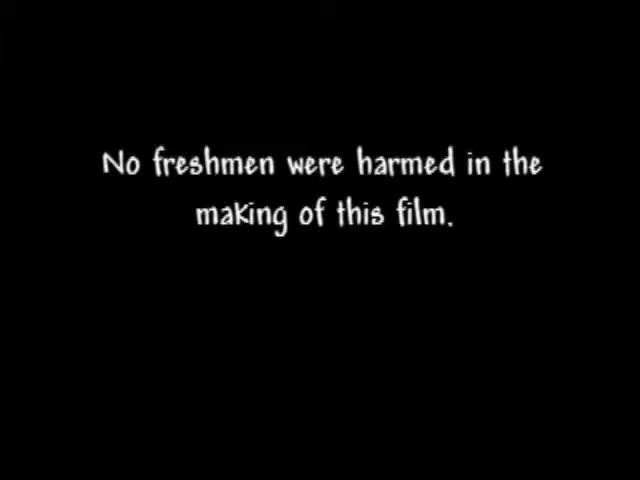 No freshmen were harmed in the
making of this film.